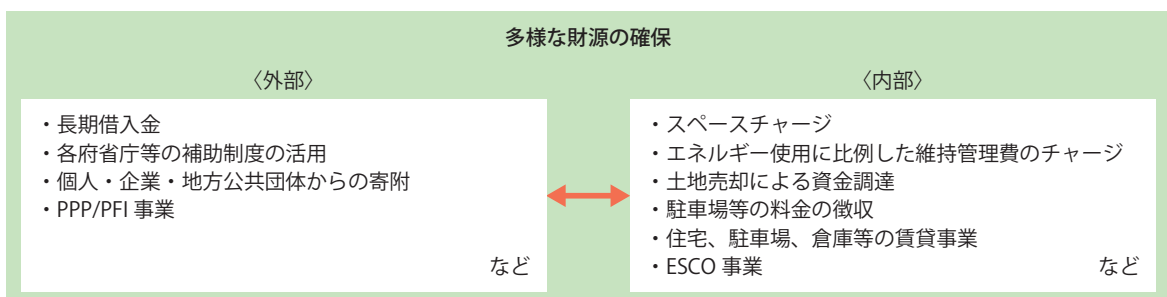 多様な財源の確保
〈外部〉
・長期借入金
・各府省庁等の補助制度の活用
・個人・企業・地方公共団体からの寄附
・PPP/PFI 事業
など
〈内部〉
・スペースチャージ
・エネルギー使用に比例した維持管理費のチャージ
・土地売却による資金調達
・駐車場等の料金の徴収
・住宅、駐車場、倉庫等の賃貸事業
・ESCO 事業
など